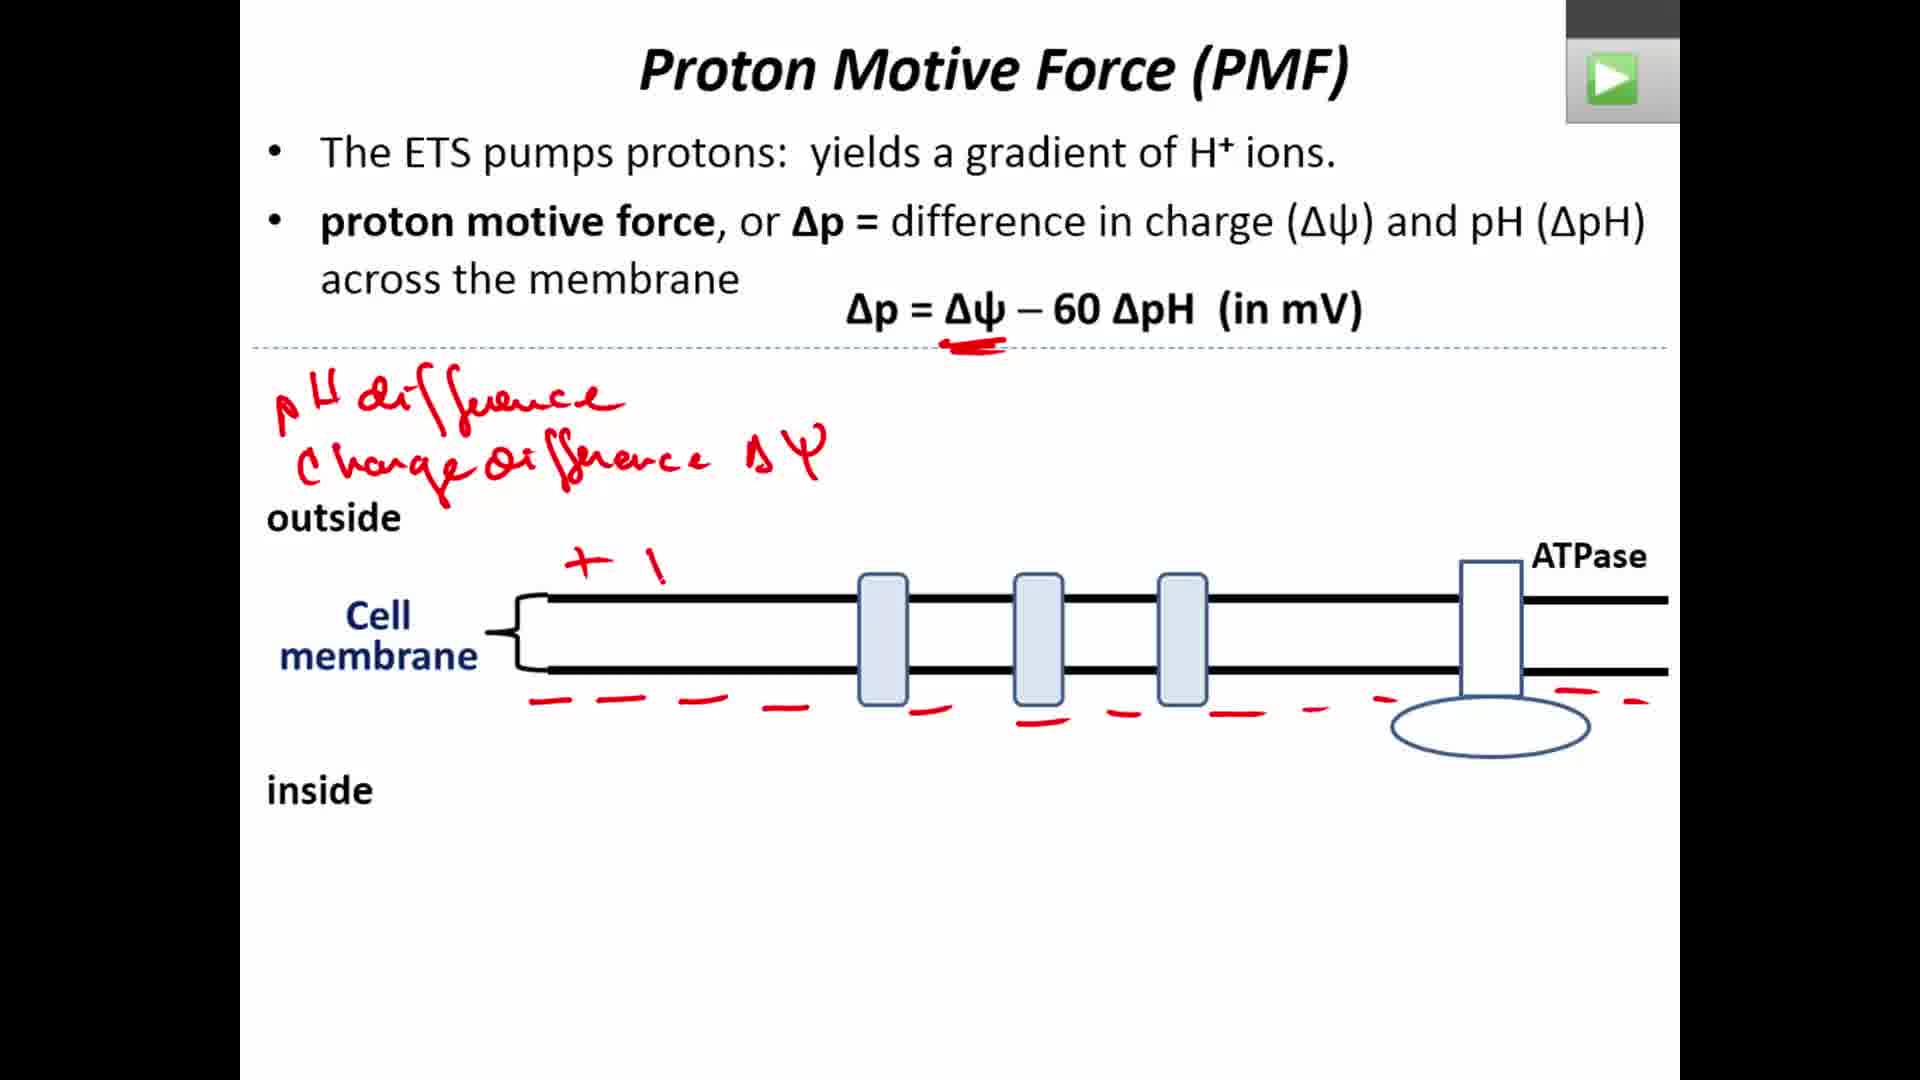 Proton Motive Force (PMF)
• The ETS pumps protons: yields a gradient of H⁺ ions.
• proton motive force, or Δp = difference in charge (Δψ) and pH (ΔpH)
across the membrane
Δp = Δψ – 60 ΔpH (in mV)
pH difference
Charge difference Δ Ψ
outside
+ \
ATPase
Cell
membrane
– – – – – – – – – – – –
inside